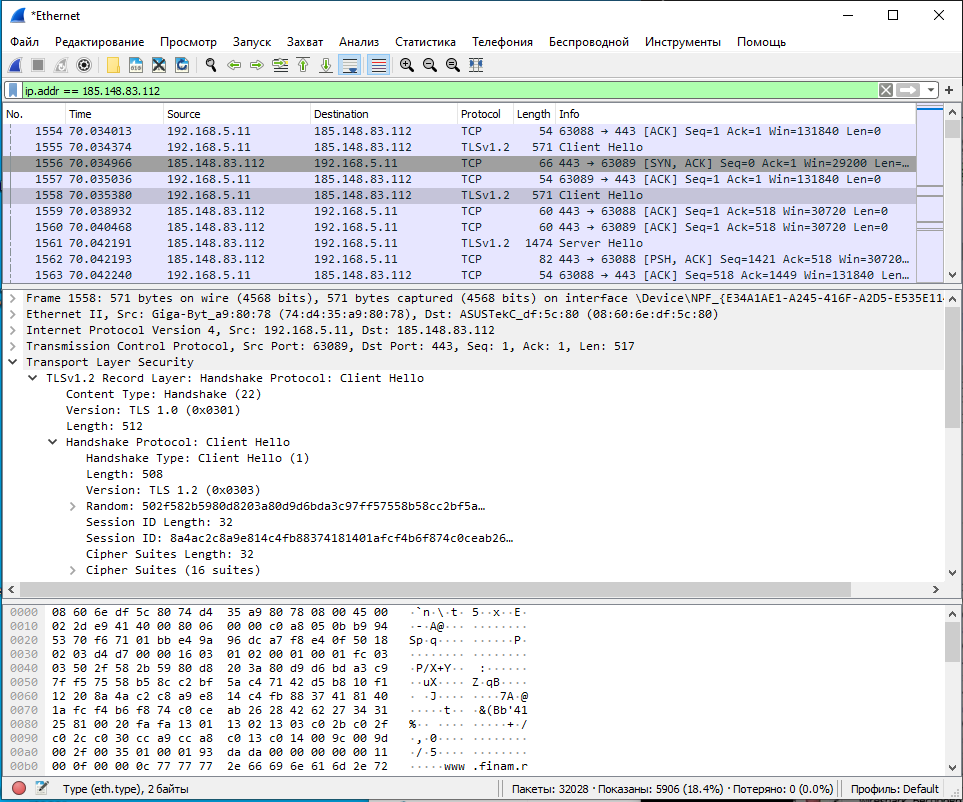 *Ethernet
Файл Редактирование Просмотр Запуск Захват Анализ Статистика Телефония Беспроводной Инструменты Помощь
ip.addr == 185.148.83.112
No. Time Source Destination Protocol Length Info
1554 70.034013 192.168.5.11 185.148.83.112 TCP 54 63088 → 443 [ACK] Seq=1 Ack=1 Win=131840 Len=0
1555 70.034374 192.168.5.11 185.148.83.112 TLSv1.2 571 Client Hello
1556 70.034966 185.148.83.112 192.168.5.11 TCP 66 443 → 63089 [SYN, ACK] Seq=0 Ack=1 Win=29200 Len=…
1557 70.035036 192.168.5.11 185.148.83.112 TCP 54 63089 → 443 [ACK] Seq=1 Ack=1 Win=131840 Len=0
1558 70.035380 192.168.5.11 185.148.83.112 TLSv1.2 571 Client Hello
1559 70.038932 185.148.83.112 192.168.5.11 TCP 60 443 → 63088 [ACK] Seq=1 Ack=518 Win=30720 Len=0
1560 70.040468 185.148.83.112 192.168.5.11 TCP 60 443 → 63089 [ACK] Seq=1 Ack=518 Win=30720 Len=0
1561 70.042191 185.148.83.112 192.168.5.11 TLSv1.2 1474 Server Hello
1562 70.042193 185.148.83.112 192.168.5.11 TCP 82 443 → 63088 [PSH, ACK] Seq=1421 Ack=518 Win=30720…
1563 70.042240 192.168.5.11 185.148.83.112 TCP 54 63088 → 443 [ACK] Seq=518 Ack=1449 Win=131840 Len…
Frame 1558: 571 bytes on wire (4568 bits), 571 bytes captured (4568 bits) on interface \Device\NPF_{E34A1AE1-A245-416F-A2D5-E535E11
Ethernet II, Src: Giga-Byt_a9:80:78 (74:d4:35:a9:80:78), Dst: ASUSTekC_df:5c:80 (08:60:6e:df:5c:80)
Internet Protocol Version 4, Src: 192.168.5.11, Dst: 185.148.83.112
Transmission Control Protocol, Src Port: 63089, Dst Port: 443, Seq: 1, Ack: 1, Len: 517
Transport Layer Security
TLSv1.2 Record Layer: Handshake Protocol: Client Hello
Content Type: Handshake (22)
Version: TLS 1.0 (0x0301)
Length: 512
Handshake Protocol: Client Hello
Handshake Type: Client Hello (1)
Length: 508
Version: TLS 1.2 (0x0303)
Random: 502f582b5980d8203a80d9d6bda3c97ff57558b58cc2bf5a…
Session ID Length: 32
Session ID: 8a4ac2c8a9e814c4fb88374181401afcf4b6f874c0ceab26…
Cipher Suites Length: 32
Cipher Suites (16 suites)
0000 08 60 6e df 5c 80 74 d4 35 a9 80 78 08 00 45 00 ·`n·\·t· 5··x··E·
0010 02 2d e9 41 40 00 80 06 00 00 c0 a8 05 0b b9 94 ·-·A@··· ········
0020 53 70 f6 71 01 bb e4 9a 96 dc a7 f8 e4 0f 50 18 Sp·q···· ······P·
0030 02 03 d4 d7 00 00 16 03 01 02 00 01 00 01 fc 03 ········ ········
0040 03 50 2f 58 2b 59 80 d8 20 3a 80 d9 d6 bd a3 c9 ·P/X+Y·· :······
0050 7f f5 75 58 b5 8c c2 bf 5a c4 71 42 d5 b8 10 f1 ··uX···· Z·qB····
0060 12 20 8a 4a c2 c8 a9 e8 14 c4 fb 88 37 41 81 40 · ·J···· ····7A·@
0070 1a fc f4 b6 f8 74 c0 ce ab 26 28 42 62 27 34 31 ·····t·· ·&(Bb'41
0080 25 81 00 20 fa fa 13 01 13 02 13 03 c0 2b c0 2f %·· ···· ·····+·/
0090 c0 2c c0 30 cc a9 cc a8 c0 13 c0 14 00 9c 00 9d ·,·0···· ········
00a0 00 2f 00 35 01 00 01 93 da da 00 00 00 00 00 11 ·/·5···· ········
00b0 00 0f 00 00 0c 77 77 77 2e 66 69 6e 61 6d 2e 72 ·····www .finam.r
Type (eth.type), 2 байты Пакеты: 32028 · Показаны: 5906 (18.4%) · Потеряно: 0 (0.0%) Профиль: Default